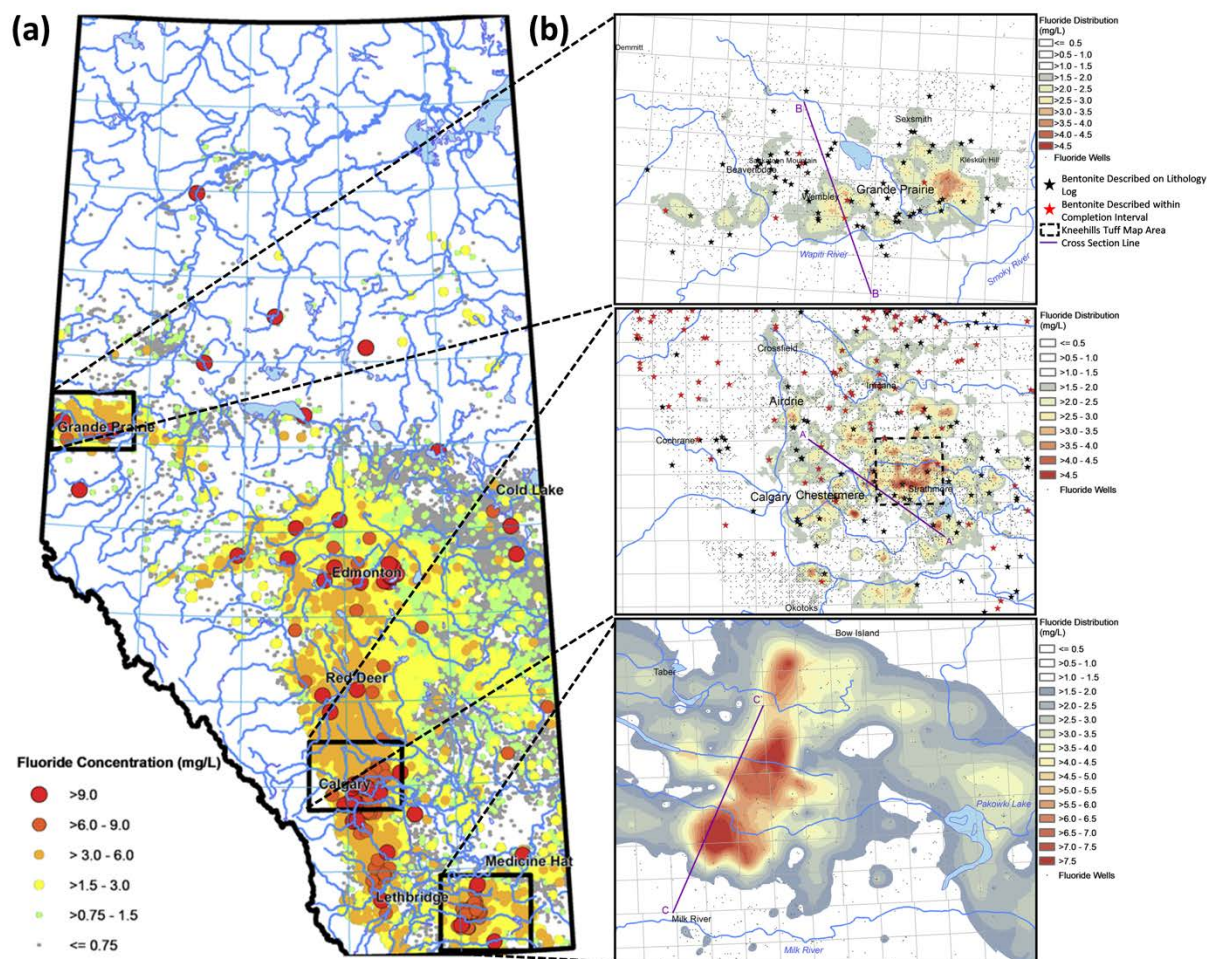 (a)
Grande Prairie
Cold Lake
Edmonton
Red Deer
Calgary
Medicine Hat
Lethbridge
Fluoride Concentration (mg/L)
>9.0
>6.0 - 9.0
> 3.0 - 6.0
>1.5 - 3.0
>0.75 - 1.5
<= 0.75
(b)
Demmitt
B'
Sexsmith
Saskatoon Mountain
Kleskun Hill
Beaverlodge
Grande Prairie
Wembley
Wapiti River
Smoky River
B
Fluoride Distribution
(mg/L)
<= 0.5
>0.5 - 1.0
>1.0 - 1.5
>1.5 - 2.0
>2.0 - 2.5
>2.5 - 3.0
>3.0 - 3.5
>3.5 - 4.0
>4.0 - 4.5
>4.5
Fluoride Wells
Bentonite Described on Lithology
Log
Bentonite Described within
Completion Interval
Kneehills Tuff Map Area
Cross Section Line
Crossfield
Irricana
Airdrie
A
Cochrane
Strathmore
Calgary
Chestermere
A'
Okotoks
Fluoride Distribution
(mg/L)
<= 0.5
>0.5 - 1.0
>1.0 - 1.5
>1.5 - 2.0
>2.0 - 2.5
>2.5 - 3.0
>3.0 - 3.5
>3.5 - 4.0
>4.0 - 4.5
>4.5
Fluoride Wells
Bow Island
Taber
C'
Pakowki Lake
C
Milk River
Milk River
Fluoride Distribution
(mg/L)
<= 0.5
>0.5 - 1.0
>1.0 - 1.5
>1.5 - 2.0
>2.0 - 2.5
>2.5 - 3.0
>3.0 - 3.5
>3.5 - 4.0
>4.0 - 4.5
>4.5 - 5.0
>5.0 - 5.5
>5.5 - 6.0
>6.0 - 6.5
>6.5 - 7.0
>7.0 - 7.5
>7.5
Fluoride Wells